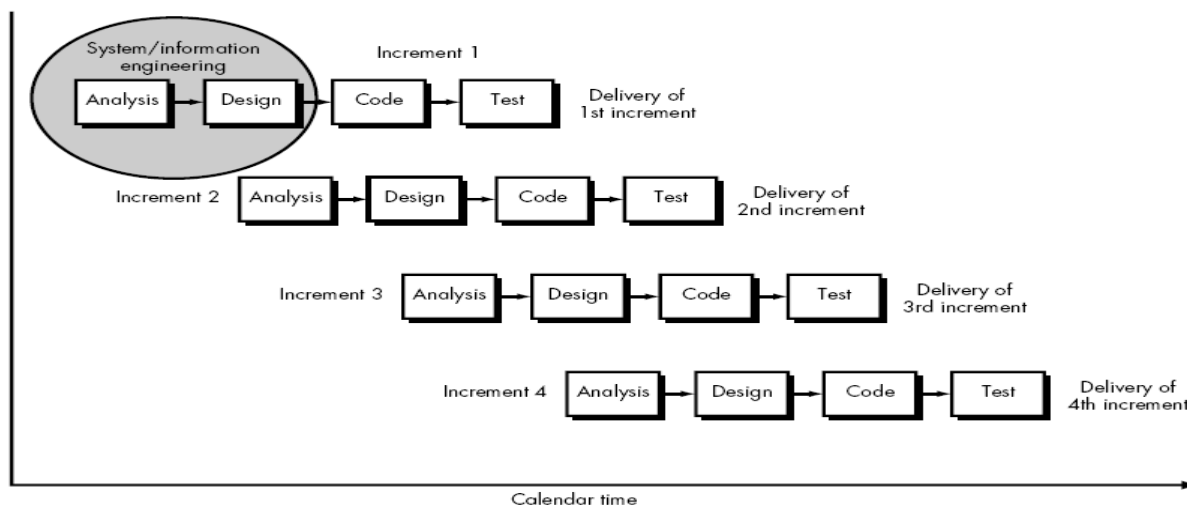 System/information
engineering
Increment 1
Analysis
Design
Code
Test
Delivery of
1st increment
Increment 2
Analysis
Design
Code
Test
Delivery of
2nd increment
Increment 3
Analysis
Design
Code
Test
Delivery of
3rd increment
Increment 4
Analysis
Design
Code
Test
Delivery of
4th increment
Calendar time